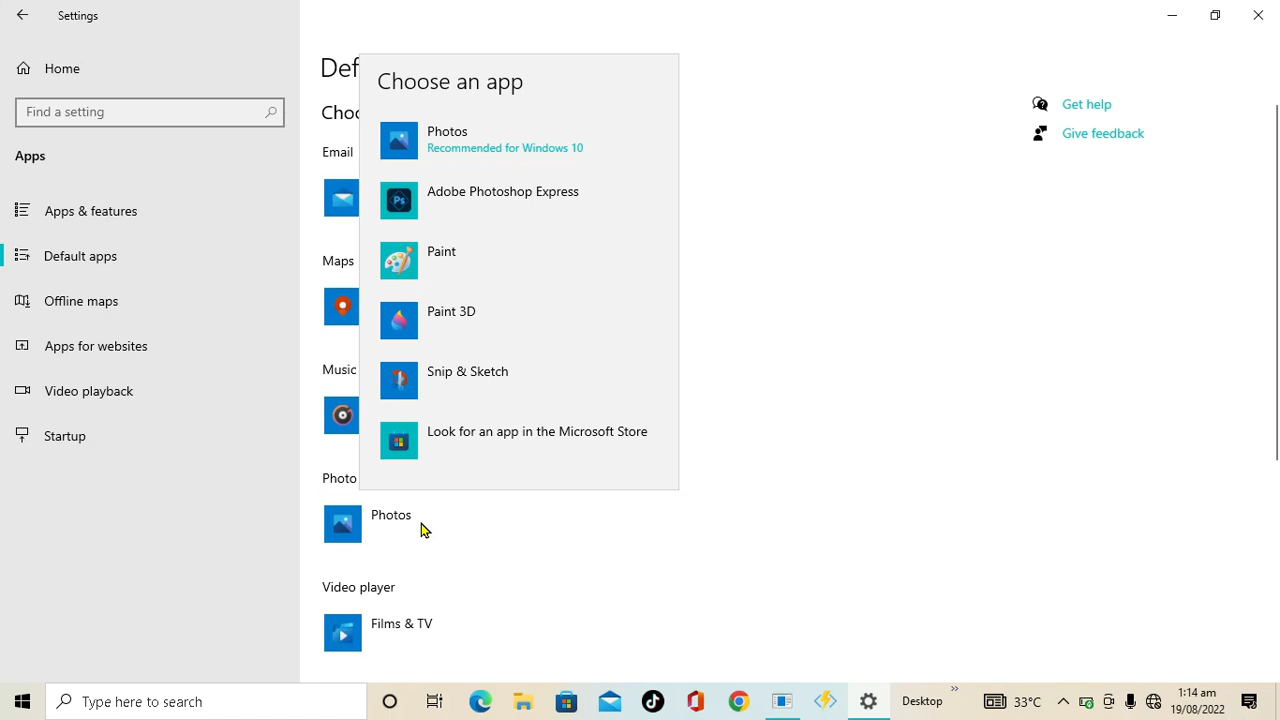 Settings
Home
Find a setting
Apps
Apps & features
Default apps
Offline maps
Apps for websites
Video playback
Startup
Def
Choo
Email
Maps
Music
Photo
Photos
Video player
Films & TV
Choose an app
Photos
Recommended for Windows 10
Adobe Photoshop Express
Paint
Paint 3D
Snip & Sketch
Look for an app in the Microsoft Store
Get help
Give feedback
Type here to search
Desktop
33°C
1:14 am
19/08/2022